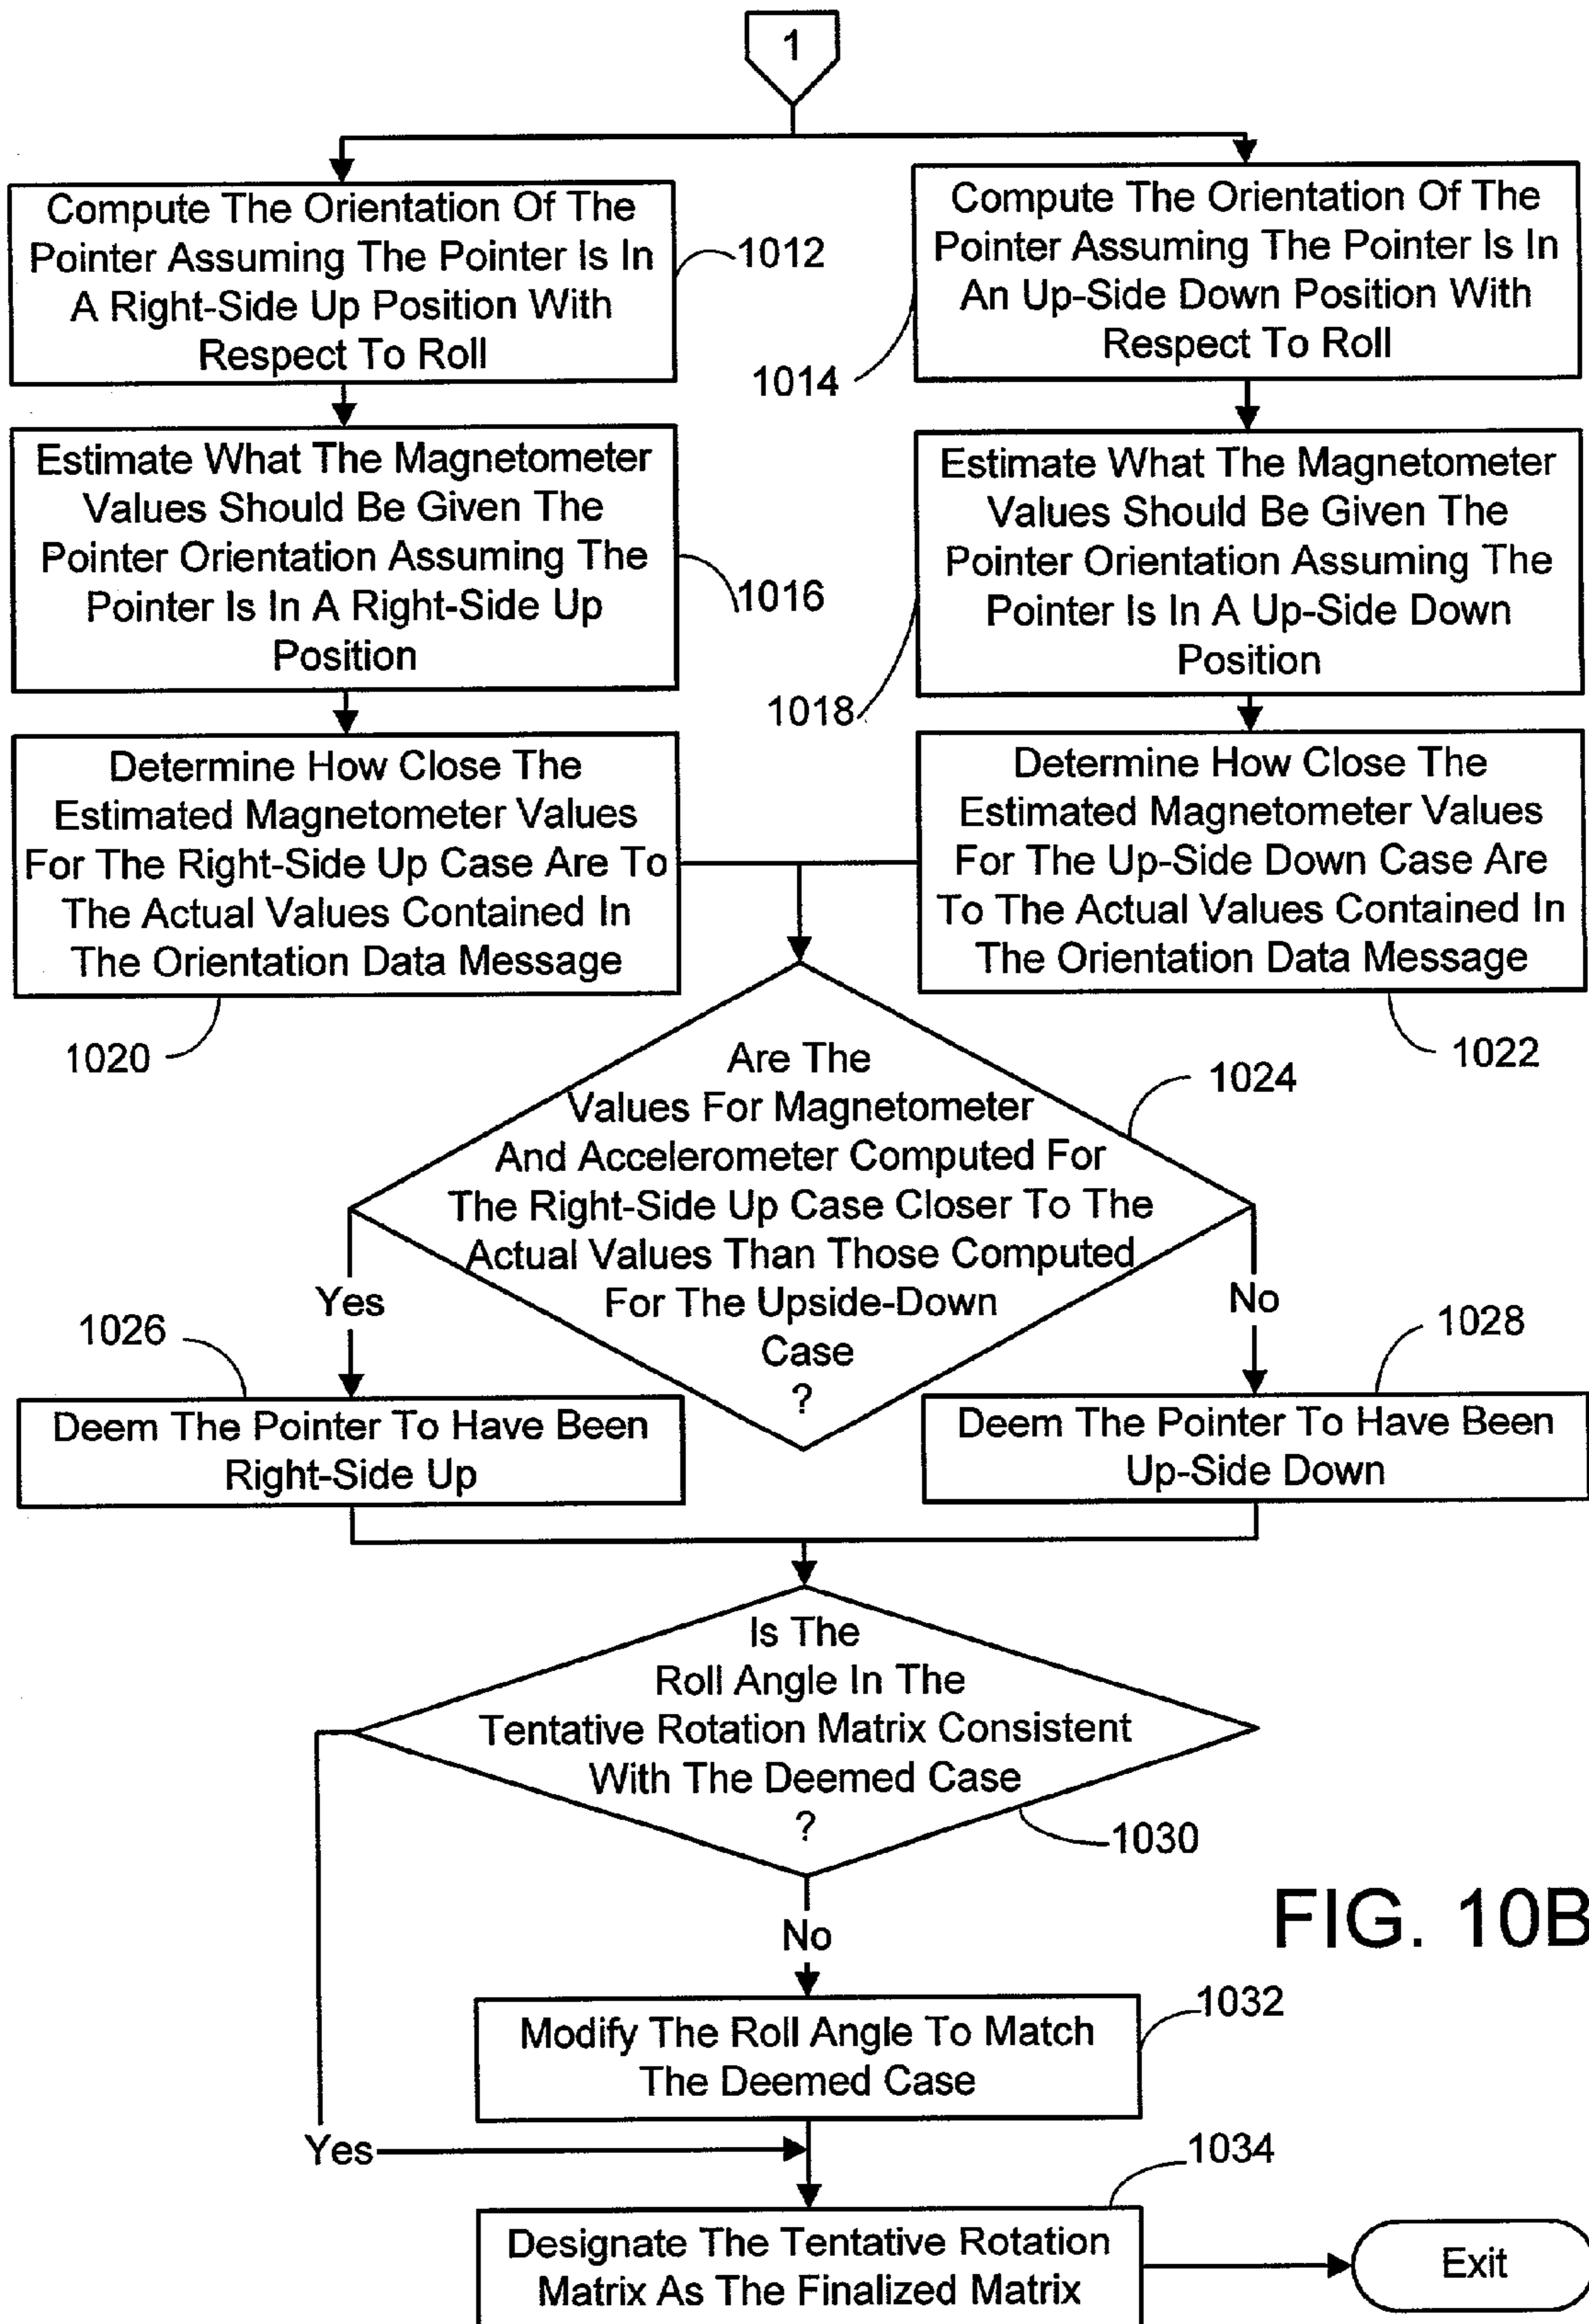 1
Compute The Orientation Of The
Pointer Assuming The Pointer Is In
A Right-Side Up Position With
Respect To Roll
1012
Compute The Orientation Of The
Pointer Assuming The Pointer Is In
An Up-Side Down Position With
Respect To Roll
1014
Estimate What The Magnetometer
Values Should Be Given The
Pointer Orientation Assuming The
Pointer Is In A Right-Side Up
Position
1016
Estimate What The Magnetometer
Values Should Be Given The
Pointer Orientation Assuming The
Pointer Is In A Up-Side Down
Position
1018
Determine How Close The
Estimated Magnetometer Values
For The Right-Side Up Case Are To
The Actual Values Contained In
The Orientation Data Message
1020
Determine How Close The
Estimated Magnetometer Values
For The Up-Side Down Case Are
To The Actual Values Contained In
The Orientation Data Message
1022
Are The
Values For Magnetometer
And Accelerometer Computed For
The Right-Side Up Case Closer To The
Actual Values Than Those Computed
For The Upside-Down
Case
?
1024
Yes
No
1026
Deem The Pointer To Have Been
Right-Side Up
1028
Deem The Pointer To Have Been
Up-Side Down
Is The
Roll Angle In The
Tentative Rotation Matrix Consistent
With The Deemed Case
?
1030
No
FIG. 10B
Modify The Roll Angle To Match
The Deemed Case
1032
Yes
1034
Designate The Tentative Rotation
Matrix As The Finalized Matrix
Exit